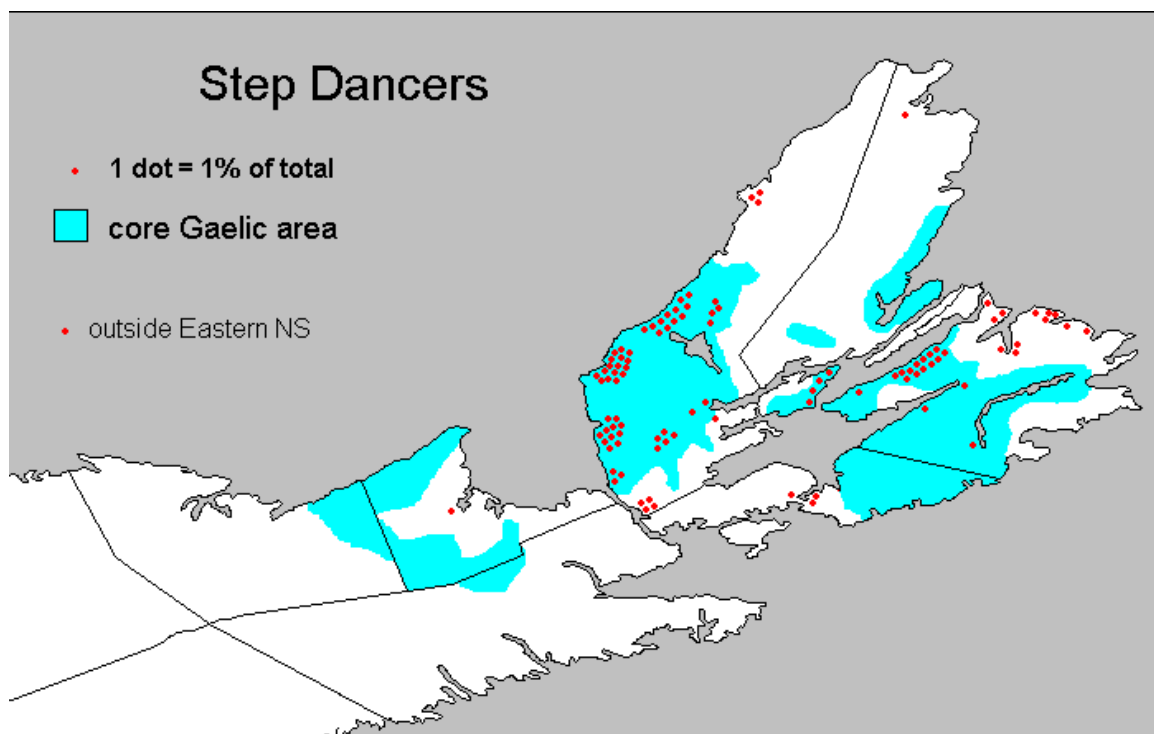 Step Dancers
1 dot = 1% of total
core Gaelic area
outside Eastern NS